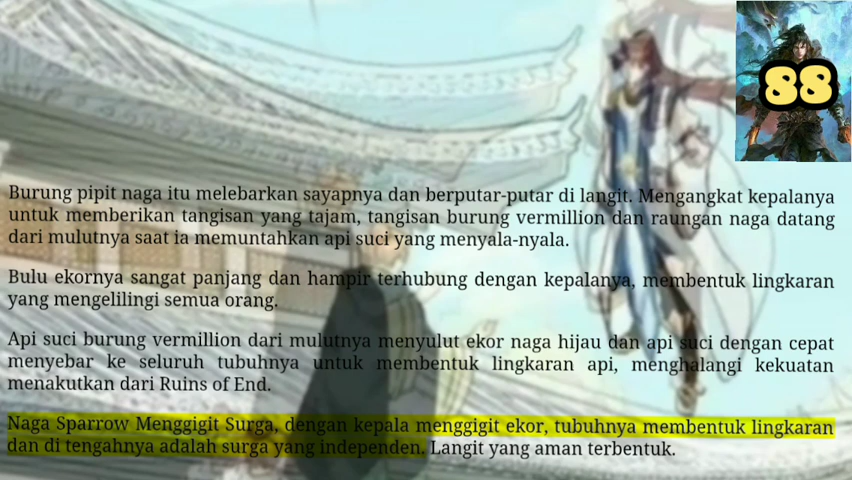 88
Burung pipit naga itu melebarkan sayapnya dan berputar-putar di langit. Mengangkat kepalanya
untuk memberikan tangisan yang tajam, tangisan burung vermillion dan raungan naga datang
dari mulutnya saat ia memuntahkan api suci yang menyala-nyala.
Bulu ekornya sangat panjang dan hampir terhubung dengan kepalanya, membentuk lingkaran
yang mengelilingi semua orang.
Api suci burung vermillion dari mulutnya menyulut ekor naga hijau dan api suci dengan cepat
menyebar ke seluruh tubuhnya untuk membentuk lingkaran api, menghalangi kekuatan
menakutkan dari Ruins of End.
Naga Sparrow Menggigit Surga, dengan kepala menggigit ekor, tubuhnya membentuk lingkaran
dan di tengahnya adalah surga yang independen. Langit yang aman terbentuk.